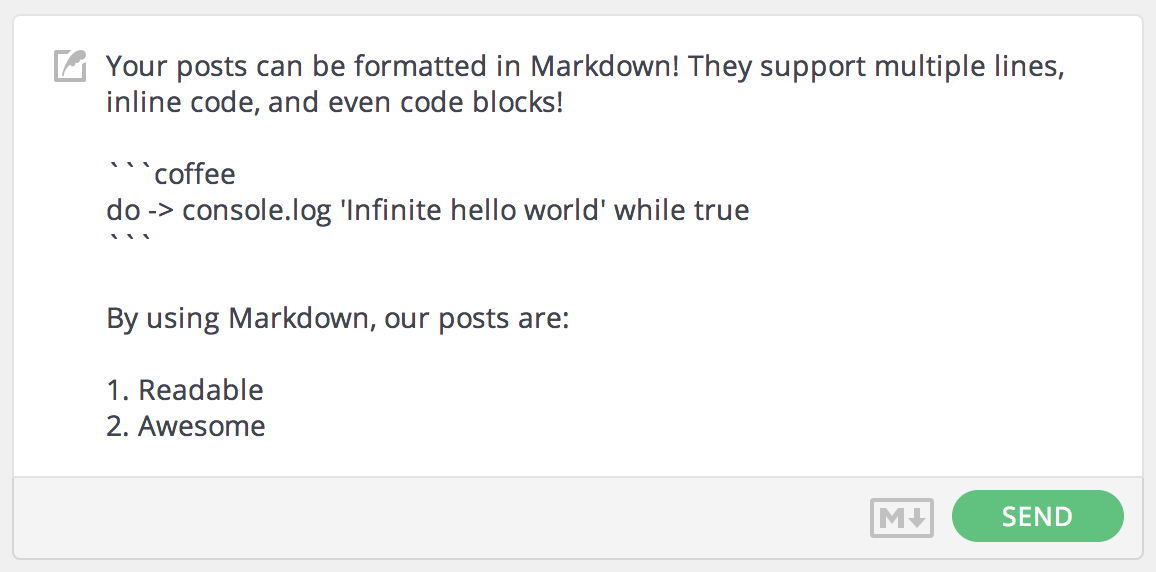 Your posts can be formatted in Markdown! They support multiple lines,
inline code, and even code blocks!
```coffee
do -> console.log 'Infinite hello world' while true
```
By using Markdown, our posts are:
1. Readable
2. Awesome
M
SEND